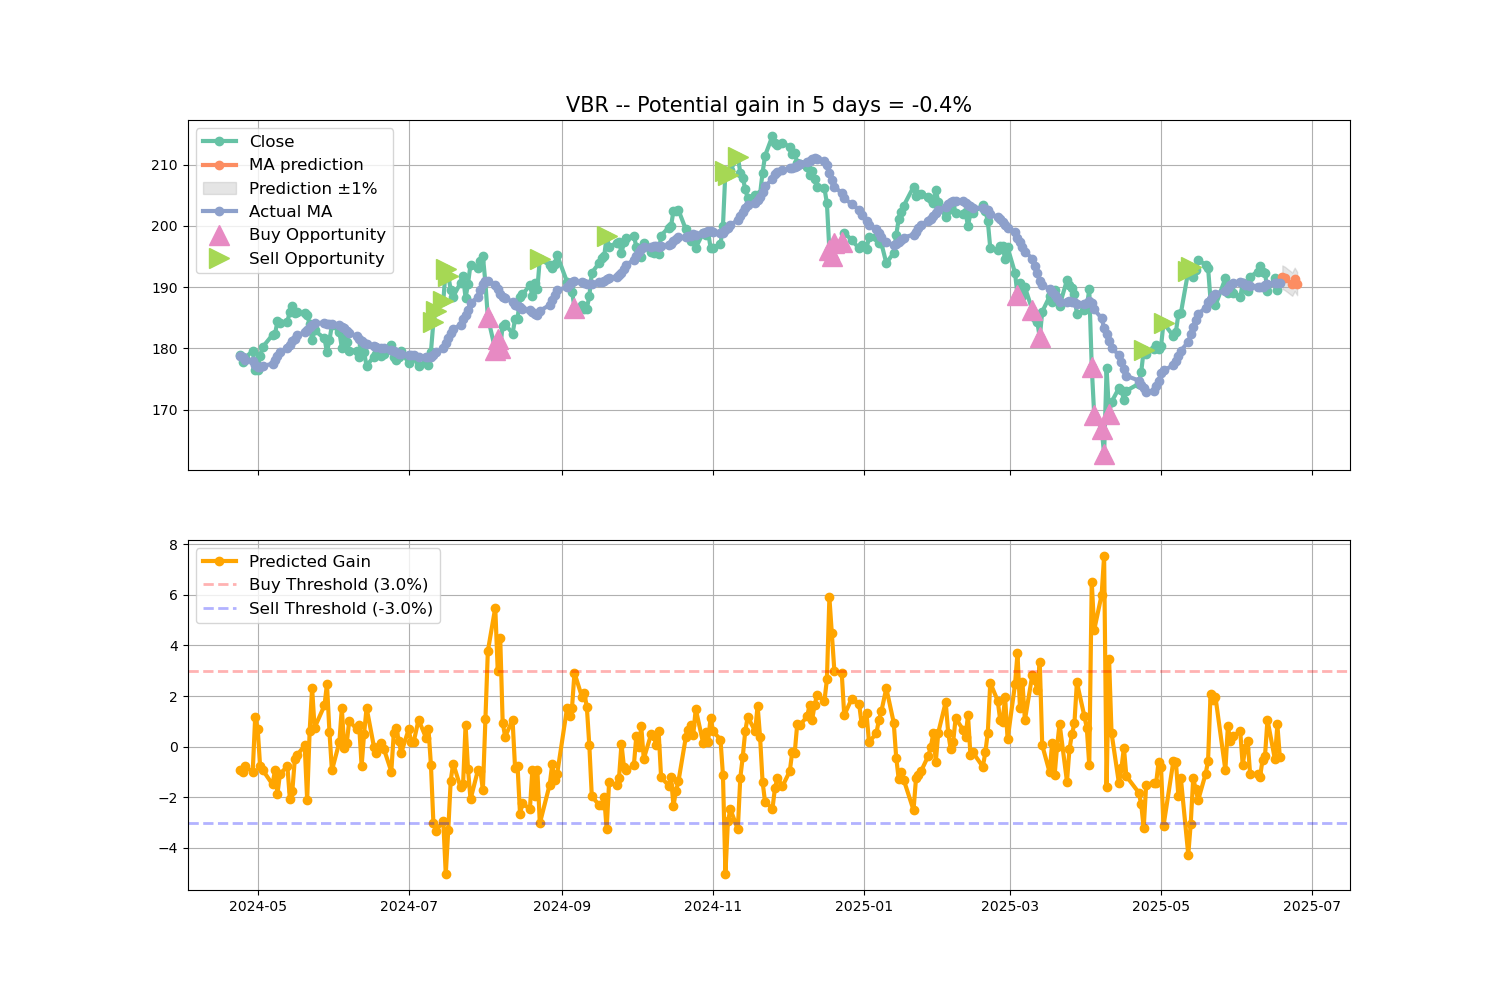 VBR -- Potential gain in 5 days = -0.4%
Close
MA prediction
Prediction ±1%
Actual MA
Buy Opportunity
Sell Opportunity
210
200
190
180
170
Predicted Gain
Buy Threshold (3.0%)
Sell Threshold (-3.0%)
8
6
4
2
0
−2
−4
2024-05
2024-07
2024-09
2024-11
2025-01
2025-03
2025-05
2025-07